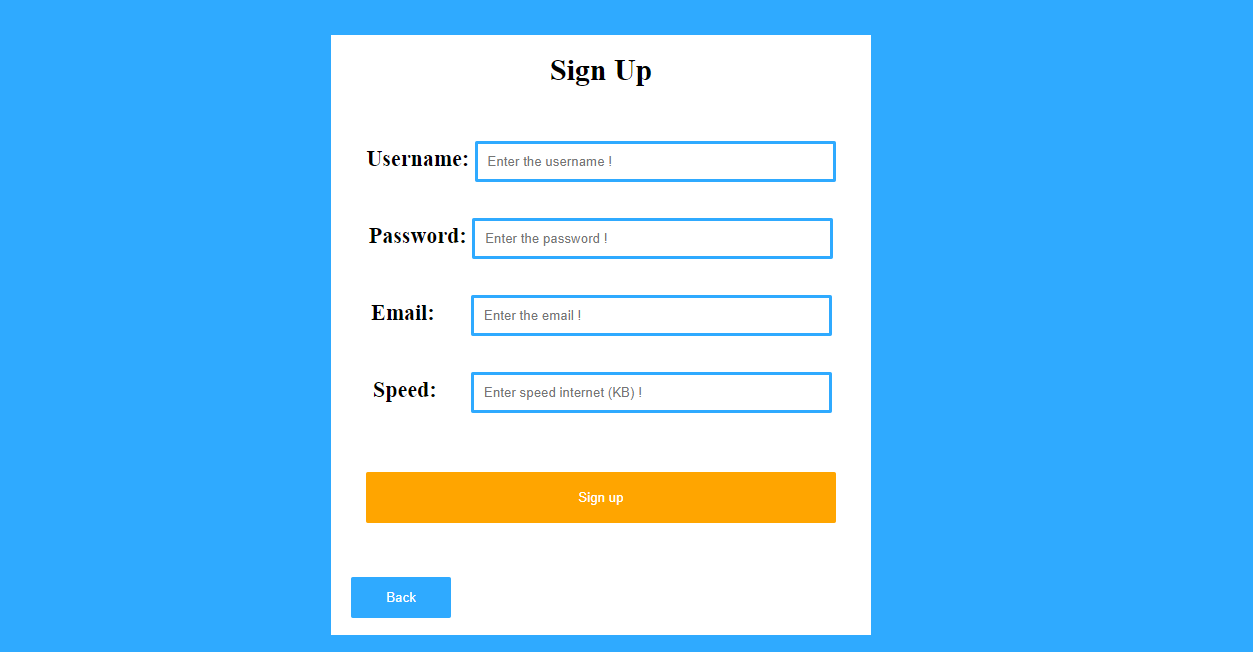 Sign Up
Username: Enter the username !
Password: Enter the password !
Email: Enter the email !
Speed: Enter speed internet (KB) !
Sign up
Back